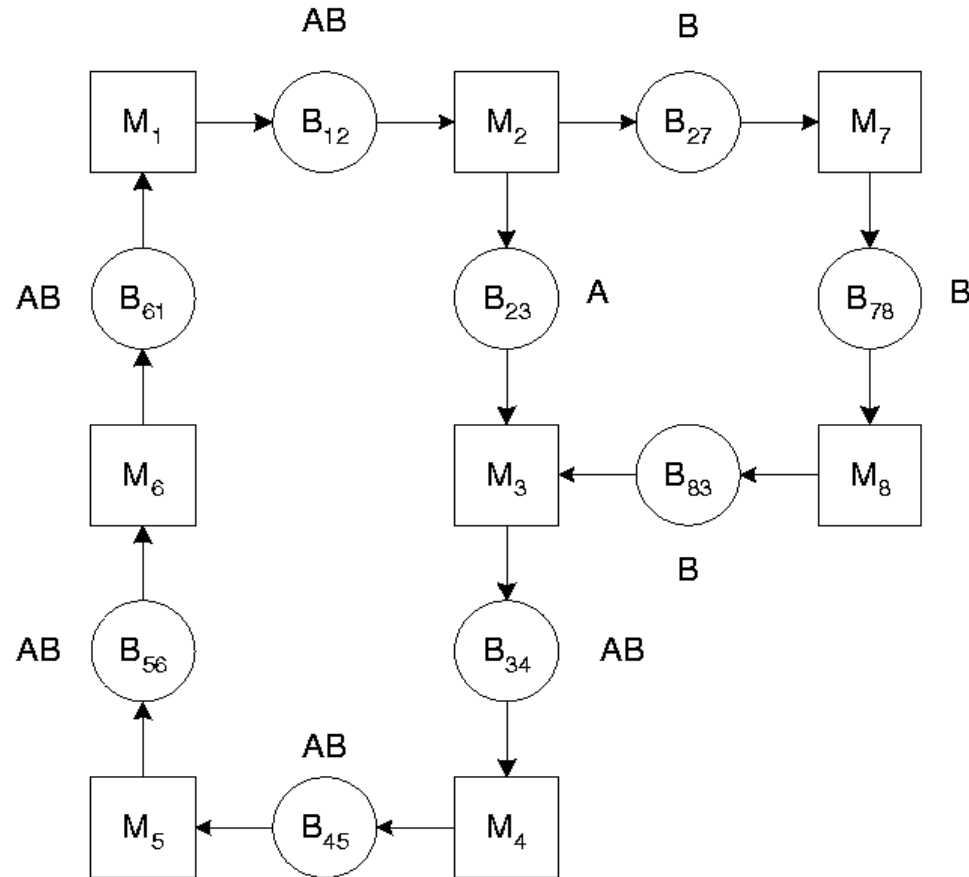 AB B
M₁ B₁₂ M₂ B₂₇ M₇
AB B₆₁ B₂₃ A B₇₈ B
M₆ M₃ B₈₃ M₈
B
AB B₅₆ B₃₄ AB
AB
M₅ B₄₅ M₄